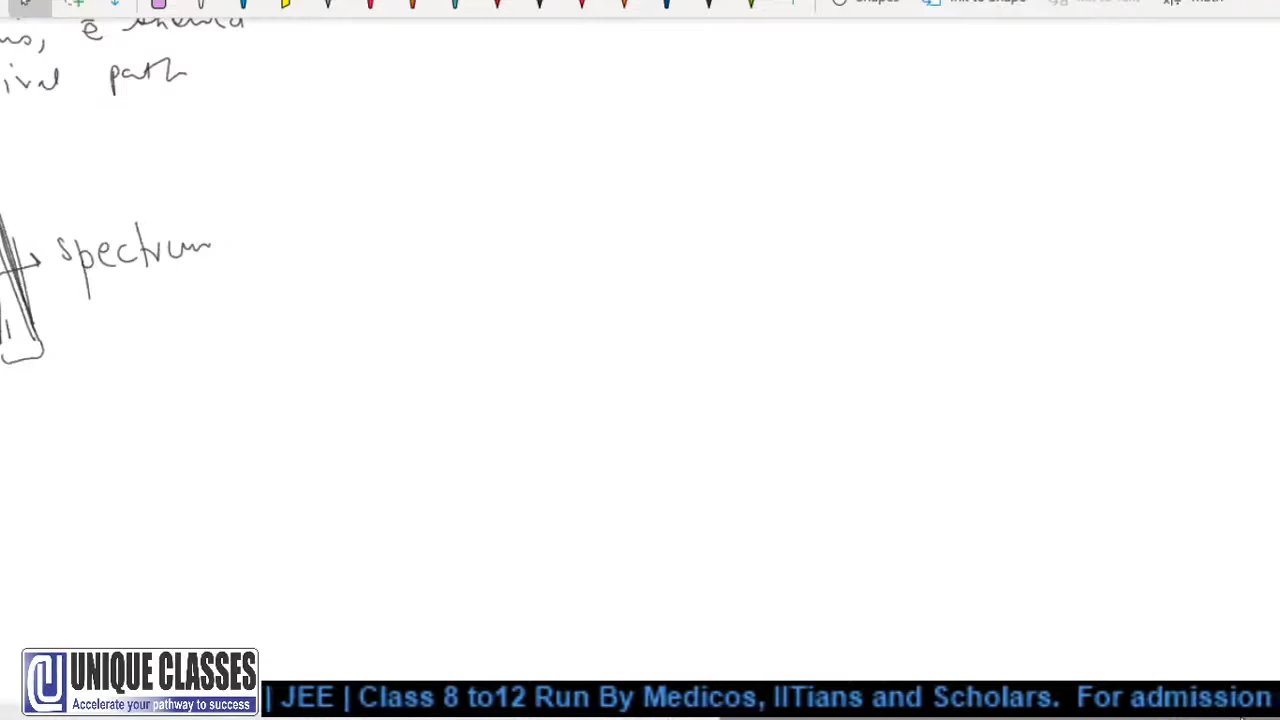 ē should
path
spectrum
UNIQUE CLASSES
Accelerate your pathway to success
| JEE | Class 8 to12 Run By Medicos, IITians and Scholars. For admission